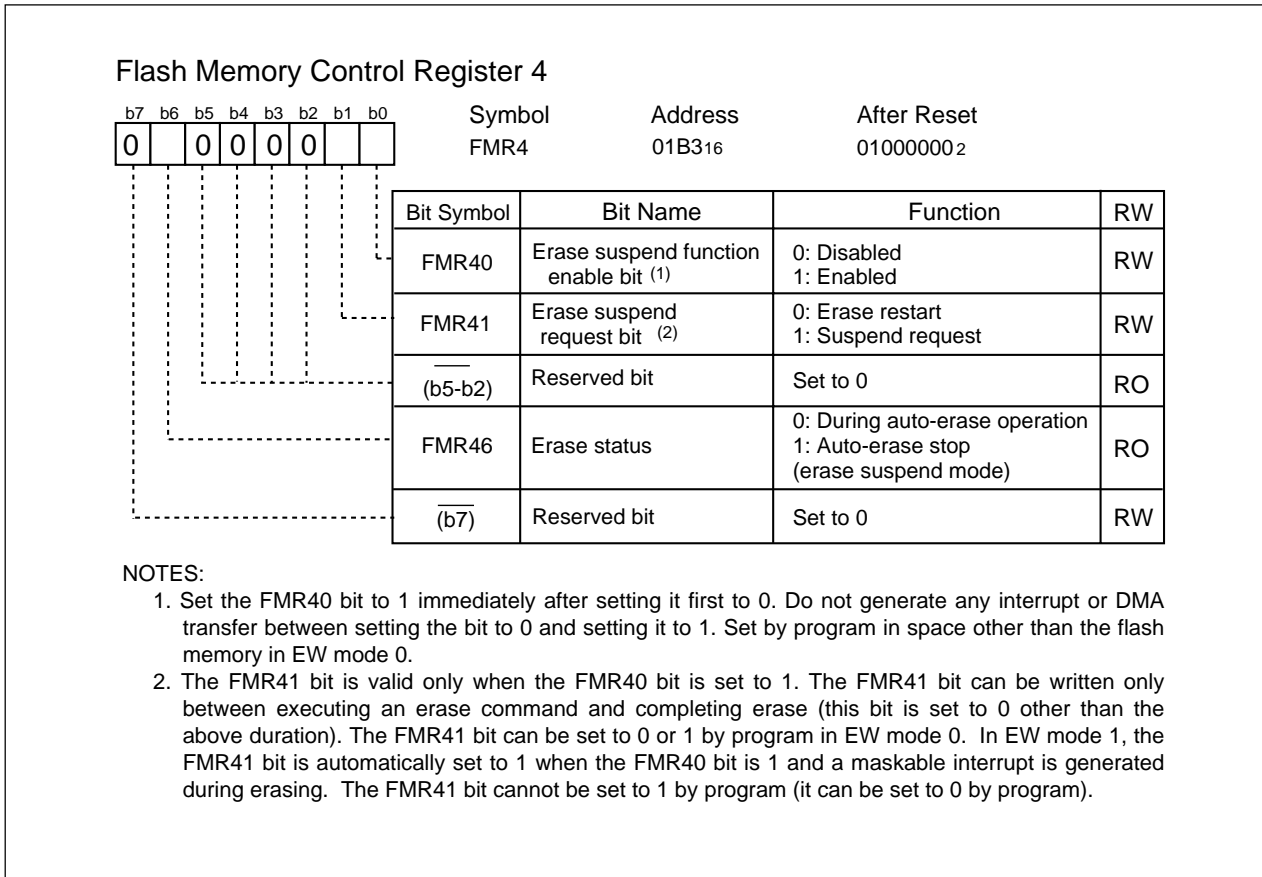 Flash Memory Control Register 4
b7 b6 b5 b4 b3 b2 b1 b0
Symbol Address After Reset
0 0 0 0 0
FMR4 01B316 010000002
Bit Symbol Bit Name Function RW
FMR40 Erase suspend function enable bit (1) 0: Disabled RW
1: Enabled
FMR41 Erase suspend request bit (2) 0: Erase restart RW
1: Suspend request
(b5-b2) Reserved bit Set to 0 RO
FMR46 Erase status 0: During auto-erase operation RO
1: Auto-erase stop
(erase suspend mode)
(b7) Reserved bit Set to 0 RW
NOTES:
1. Set the FMR40 bit to 1 immediately after setting it first to 0. Do not generate any interrupt or DMA
transfer between setting the bit to 0 and setting it to 1. Set by program in space other than the flash
memory in EW mode 0.
2. The FMR41 bit is valid only when the FMR40 bit is set to 1. The FMR41 bit can be written only
between executing an erase command and completing erase (this bit is set to 0 other than the
above duration). The FMR41 bit can be set to 0 or 1 by program in EW mode 0. In EW mode 1, the
FMR41 bit is automatically set to 1 when the FMR40 bit is 1 and a maskable interrupt is generated
during erasing. The FMR41 bit cannot be set to 1 by program (it can be set to 0 by program).